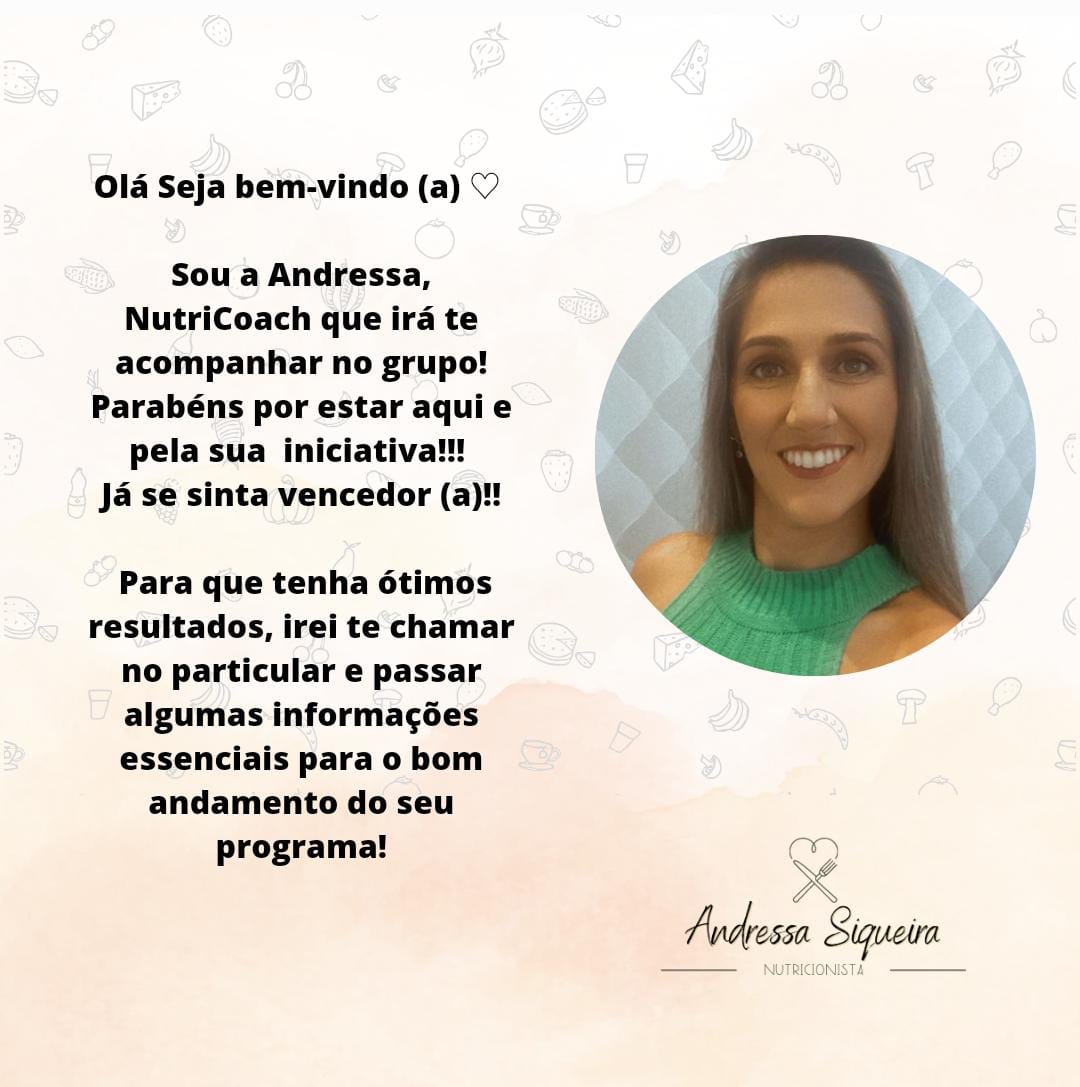 Olá Seja bem-vindo (a) ♡
Sou a Andressa,
NutriCoach que irá te
acompanhar no grupo!
Parabéns por estar aqui e
pela sua  iniciativa!!!
Já se sinta vencedor (a)!!
Para que tenha ótimos
resultados, irei te chamar
no particular e passar
algumas informações
essenciais para o bom
andamento do seu
programa!
Andressa Siqueira
NUTRICIONISTA